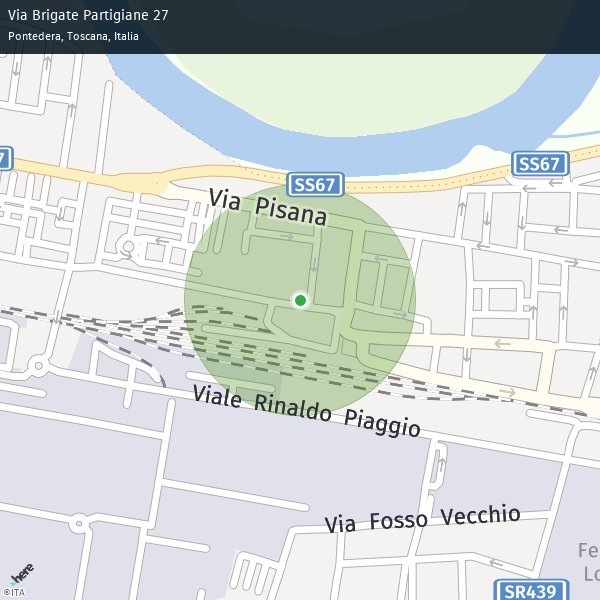 Via Brigate Partigiane 27
Pontedera, Toscana, Italia
7
SS67
SS67
Via Pisana
Viale Rinaldo Piaggio
Via Fosso Vecchio
Fe
Lo
SR439
here
©ITA